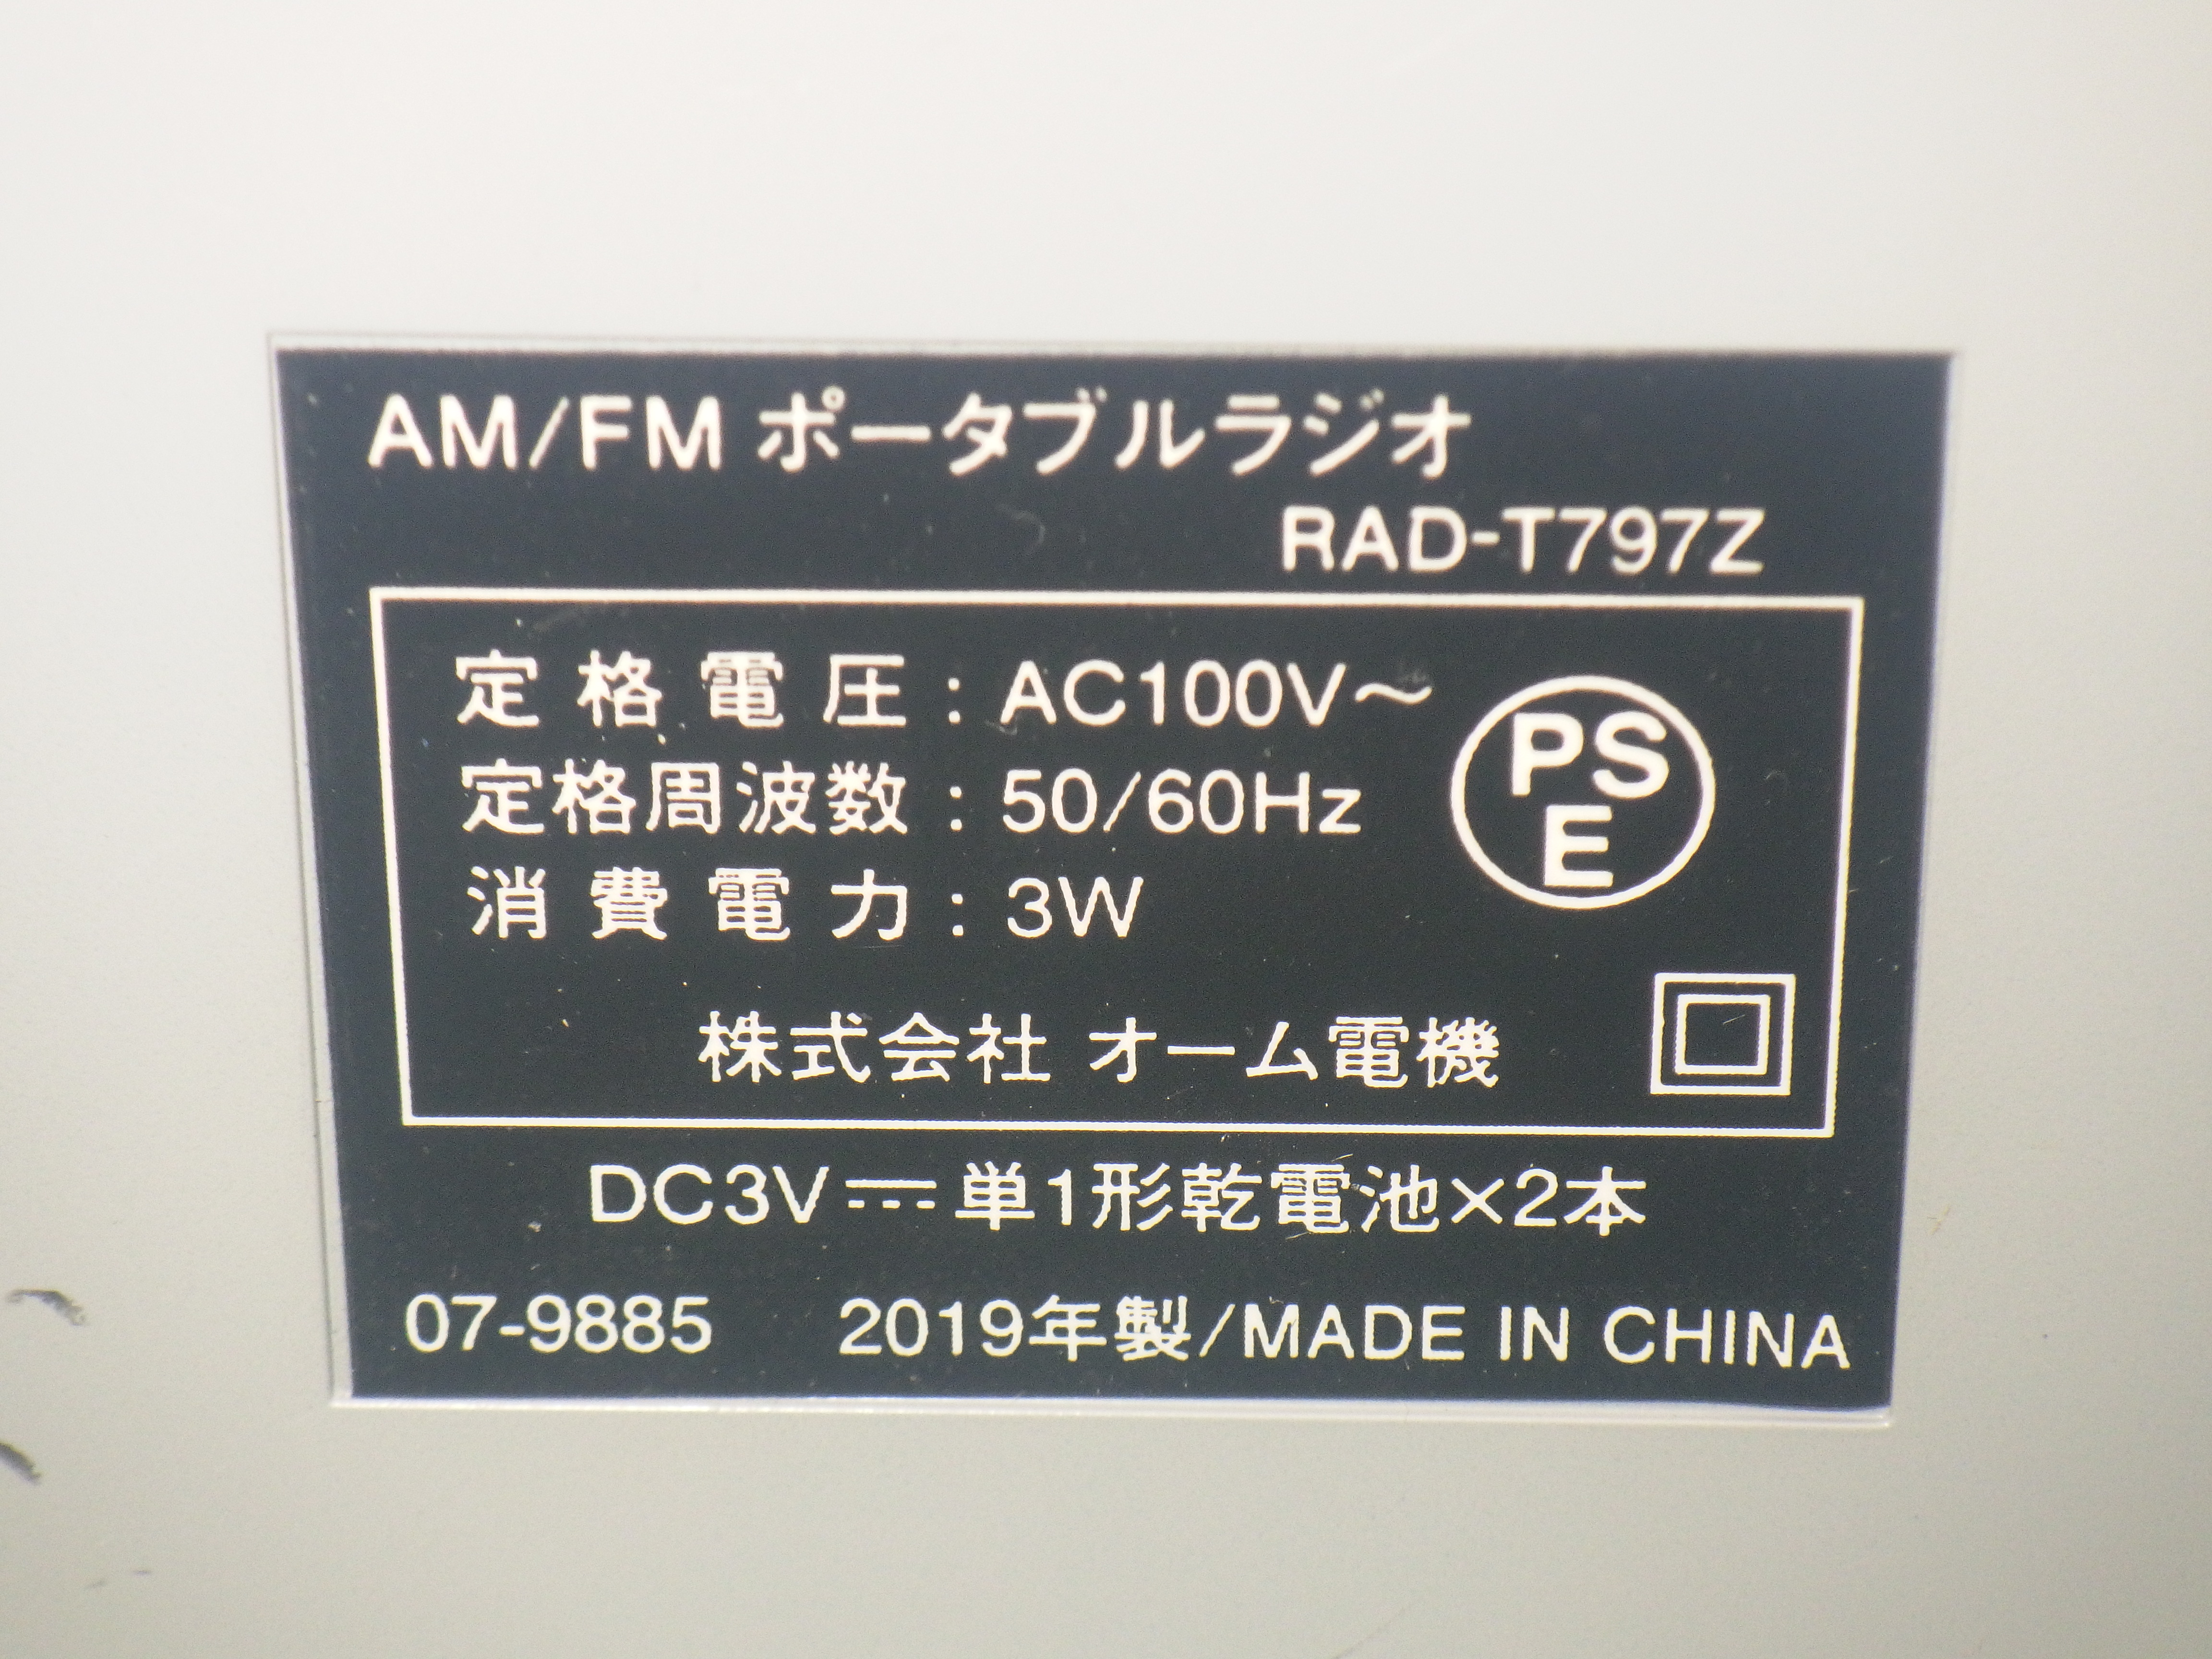 AM/FM ポータブルラジオ
RAD-T797Z
定格電圧：AC100V～
定格周波数：50/60Hz
消費電力：3W
PS
E
株式会社 オーム電機
DC3V⎓単1形乾電池×2本
07-9885 2019年製/MADE IN CHINA